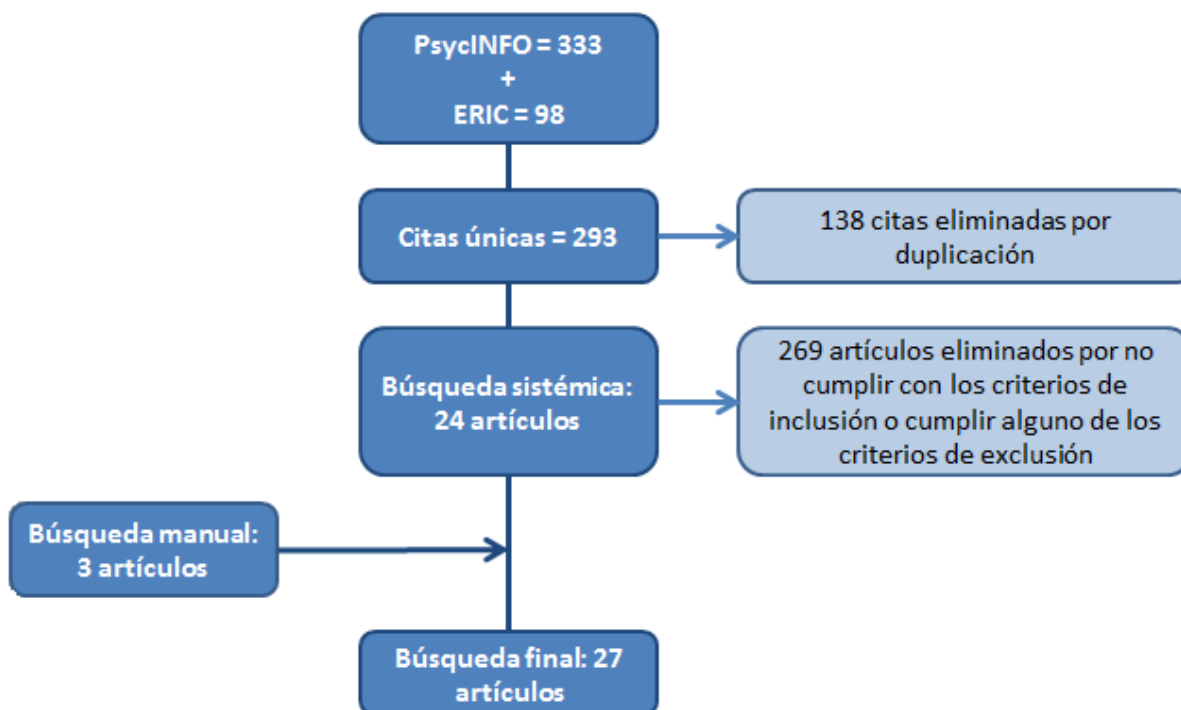 PsycINFO = 333
+
ERIC = 98
Citas únicas = 293
138 citas eliminadas por
duplicación
Búsqueda sistémica:
24 artículos
269 artículos eliminados por no
cumplir con los criterios de
inclusión o cumplir alguno de los
criterios de exclusión
Búsqueda manual:
3 artículos
Búsqueda final: 27
artículos